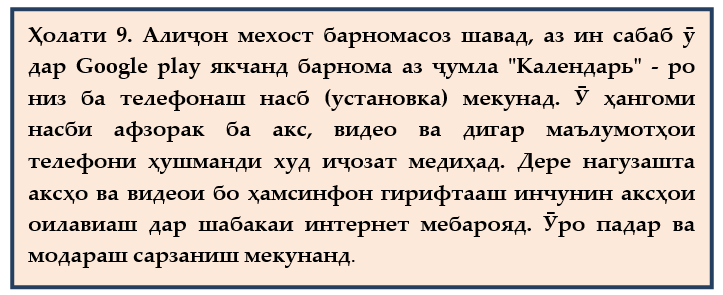 Ҳолати 9. Алиҷон мехост барномасоз шавад, аз ин сабаб ӯ
дар Google play якчанд барнома аз ҷумла "Календарь" - ро
низ ба телефонаш насб (установка) мекунад. Ӯ ҳангоми
насби афзорак ба акс, видео ва дигар маълумотҳои
телефони ҳушманди худ иҷозат медиҳад. Дере нагузашта
аксҳо ва видеои бо ҳамсинфон гирифтааш инчунин аксҳои
оилавиаш дар шабакаи интернет мебарояд. Ӯро падар ва
модараш сарзаниш мекунанд.